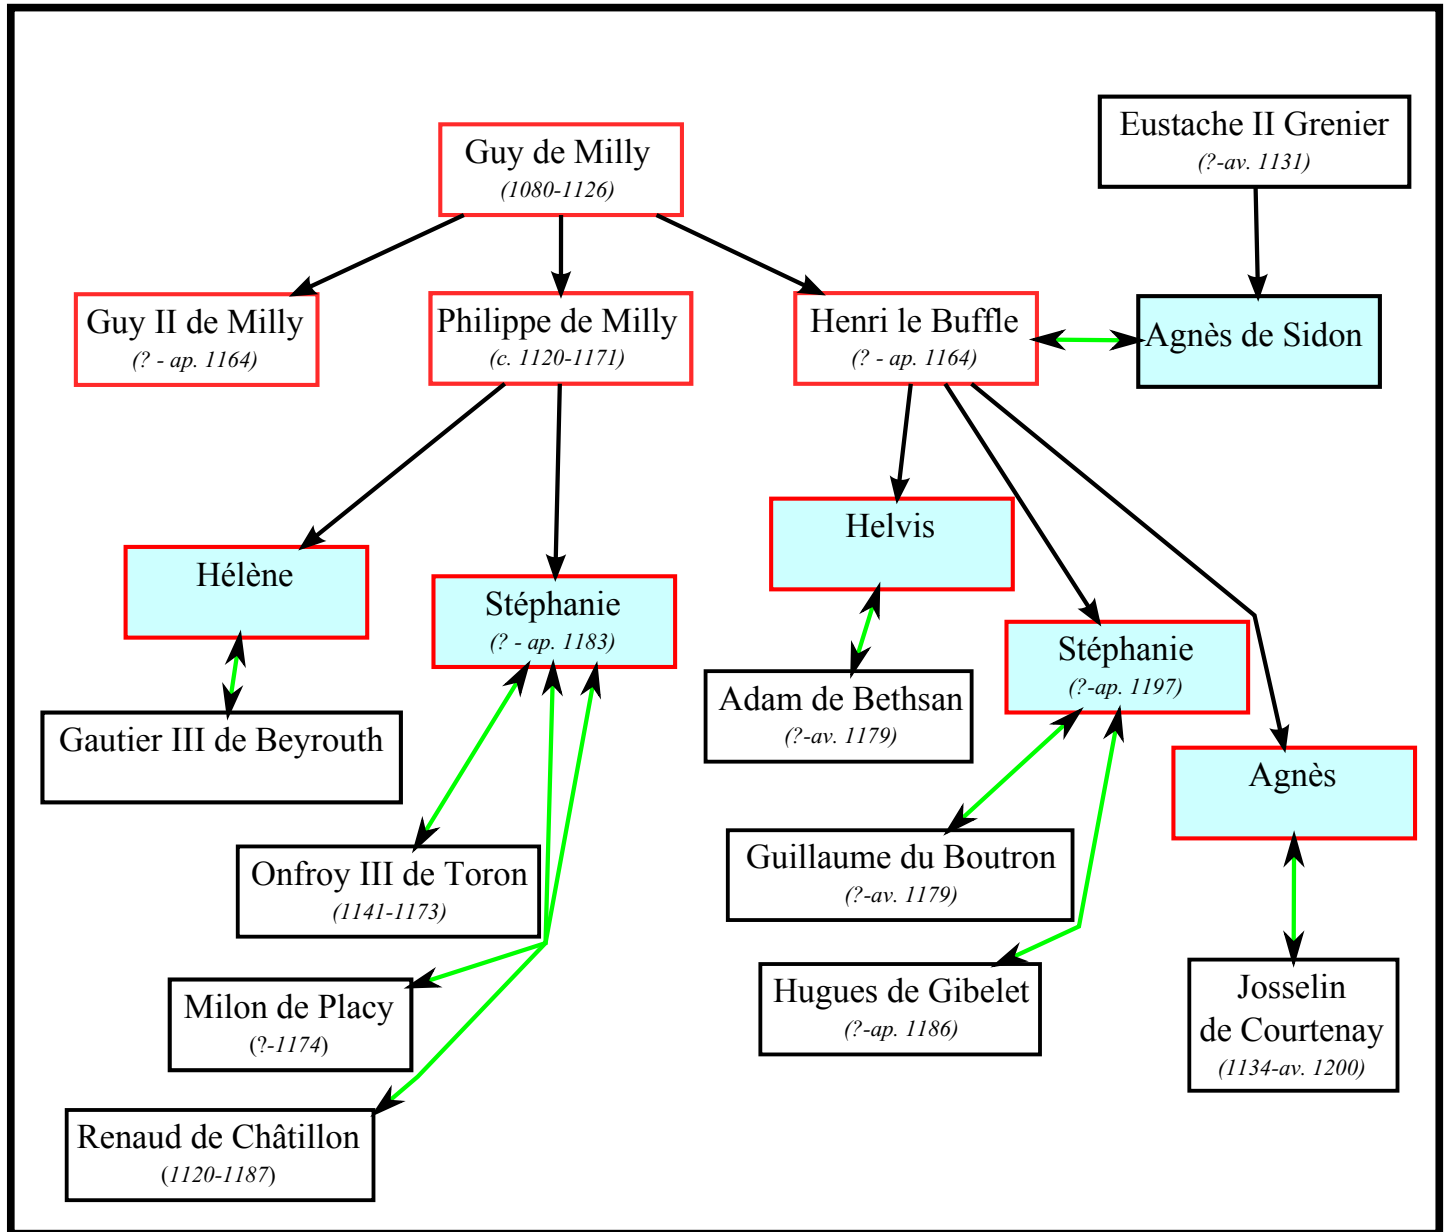 Eustache II Grenier
(?-av. 1131)
Guy de Milly
(1080-1126)
Guy II de Milly
(? - ap. 1164)
Philippe de Milly
(c. 1120-1171)
Henri le Buffle
(? - ap. 1164)
Agnès de Sidon
Helvis
Hélène
Stéphanie
(? - ap. 1183)
Stéphanie
(?-ap. 1197)
Adam de Bethsan
(?-av. 1179)
Gautier III de Beyrouth
Agnès
Onfroy III de Toron
(1141-1173)
Guillaume du Boutron
(?-av. 1179)
Milon de Placy
(?-1174)
Hugues de Gibelet
(?-ap. 1186)
Josselin
de Courtenay
(1134-av. 1200)
Renaud de Châtillon
(1120-1187)